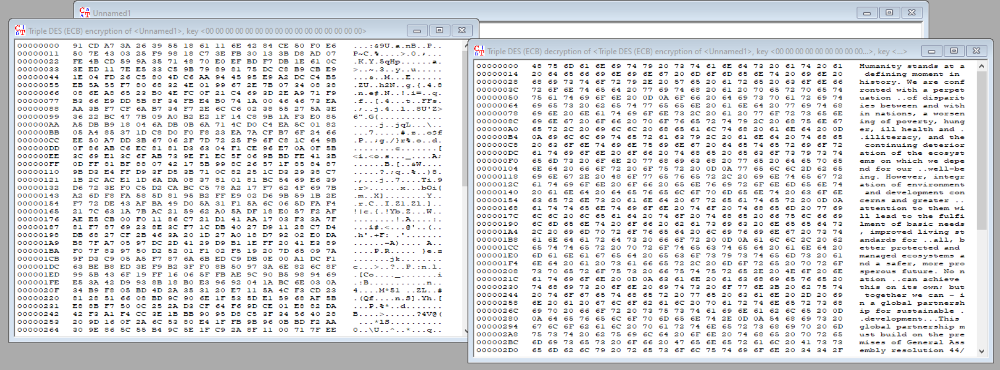 Unnamed1
Triple DES (ECB) encryption of <Unnamed1>, key <00 00 00 00 00 00 00 00 00 00 00 00 00 00 00 00>
00000000 91 CD A7 3A 26 39 55 18 61 11 6E 42 84 CE 50 F0 E6 ...:&9U.a.nB..P..
00000011 50 7E 43 03 25 F9 98 18 C7 3E FB 30 13 3B D8 AD 07 P~C.%....>.0.;...
00000022 FE 4B CD 59 9A 35 71 48 70 E0 EF BD F7 DB 1E 61 0C .K.Y.5qHp......a.
00000033 3E ED 11 7E E5 33 C5 9B 79 89 81 75 DC C8 B9 CB E9 >..~.3..y..u.....
00000044 1E 04 FD 26 C5 80 4D C6 AA 94 45 95 E9 A2 DC C4 B5 ...&..M...E......
00000055 EB 5A 55 F7 80 68 32 4E 01 99 67 2E 7B 07 34 08 38 .ZU..h2N..g.{.4.8
00000066 08 6E A8 65 23 B0 4E FC 0F 21 C4 69 3D 2E A9 71 F9 .n.e#.N..!.i=..q.
00000077 B3 66 E9 DD 5B 8F 34 FB E4 B0 74 1A 00 46 46 73 EA .f..[.4...t..FFs.
00000088 AA 3B F7 CF 6A B7 34 F7 2E 6C C6 02 38 55 27 5A 3E .;..j.4..l..8U'Z>
00000099 36 22 BC 47 7B 09 A0 B2 E2 1F 14 C8 9B 1A F3 E0 85 6".G{............
000000AA A5 DB B9 18 04 6A DB 0B 6A 71 4C D0 C4 EA 5C 01 82 .....j..jqL...\..
000000BB 05 A4 85 37 1D C8 D0 F0 F8 23 EA 7A CF B7 6F 24 66 ...7.....#.z..o$f
000000CC EE 50 A7 DD 3B 67 06 2F 7D 72 25 F9 6F C8 1C 64 9B .P..;g./}r%.o..d.
000000DD 0F 86 AB C6 EC 81 81 D3 63 04 F1 CE 96 E7 0A 0F 5B ........c.......[
000000EE 3C 69 E1 3C 6F AB 73 9E F1 EC 5F 06 9B BD FE 41 3B <i.<o.s..._....A;
000000FF 0D FF 81 BF 88 07 42 17 5B 99 8C 26 57 1F 85 84 87 ......B.[..&W....
00000110 9B D3 E4 FF D9 3F D5 3B 71 0C 82 25 1C D3 29 38 C7 .....?.;q..%..)8.
00000121 1B 2C AC E1 1D 6A DA 08 37 81 01 81 BC 54 69 E6 39 .,...j..7....Ti.9
00000132 D6 72 3E F0 C5 D2 CA BC C5 78 A2 17 F7 62 4F 69 7B .r>......x...bOi{
00000143 A2 6D F8 FA 58 5D 81 95 B2 FF E9 02 D6 9B 59 1B 2E .m..X]........Y..
00000154 F7 72 DE 43 AF BA 49 D0 5A 31 F1 5A 6C 06 5D FA F4 .r.C..I.Z1.Zl.]..
00000165 21 7C 63 1A 7B AC 21 59 62 A0 5A DF 18 E0 57 F2 AF !|c.{.!Yb.Z...W..
00000176 AE E5 CB 00 F0 11 86 C7 21 D1 41 AA 17 03 F3 3A 7F ........!.A....:.
00000187 81 F7 87 69 23 8E 3C F7 1C DB 40 27 D9 11 28 C7 D4 ...i#.<...@'..(..
00000198 DB 68 27 CF 2B 46 3A 20 1D 27 A0 18 D7 92 02 E0 DA .h'.+F: .'.......
000001A9 B8 7F A7 05 97 DC 2D 41 29 D9 B1 1E FF 20 41 E3 89 ......-A).... A..
000001BA F0 7F 83 97 50 D2 52 01 F1 02 F5 19 20 7D 65 09 7A ....P.R..... }e.z
000001CB 9F D3 C9 05 A5 F7 87 6A 6B ED C9 DB 0E 00 A1 DC F1 .......jk........
000001DC 63 BE B8 ED 3E F9 B2 3F F0 8B 50 97 3A 6E 82 6C 8F c...>..?..P.:n.l.
000001ED 99 5B 43 6F 19 FF 16 06 5F FB AE 9C 90 B5 98 94 69 .[Co...._.......i
000001FE E5 3A 42 D9 93 8B 18 B0 E3 96 92 04 1A BC 6E 03 0A .:B...........n..
0000020F 34 B9 F8 05 BD 4D 2A 35 31 20 E7 11 5A 4C F3 CD 23 4....M*51 ..ZL..#
00000220 81 28 51 66 08 BD 9C 90 6E 1F 53 5D E1 59 68 AF 5B .(Qf....n.S].Yh.[
00000231 E8 8B F7 50 0C 25 2A D3 CF 64 F6 9D CE 01 E8 82 DA ...P.%*..d.......
00000242 42 F3 A1 F4 CC 3E 1B BB 90 95 D8 C5 3F 34 56 40 28 B....>......?4V@(
00000253 20 9D 16 0F 2A 6C 53 80 E4 1F FB 9B 96 0B BD F2 AA  ...*lS..........
00000264 30 9E 86 5C 55 B4 9C 5E 1F C9 2A 8F 11 00 71 7F EE 0..\U..^..*...q..
Triple DES (ECB) decryption of <Triple DES (ECB) encryption of <Unnamed1>, key <00 00 00 00 00 00 00 00 00...>, key <...>
00000000 48 75 6D 61 6E 69 74 79 20 73 74 61 6E 64 73 20 61 74 20 61 Humanity stands at a
00000014 20 64 65 66 69 6E 69 6E 67 20 6D 6F 6D 65 6E 74 20 69 6E 20  defining moment in
00000028 68 69 73 74 6F 72 79 2E 20 57 65 20 61 72 65 20 63 6F 6E 66 history. We are conf
0000003C 72 6F 6E 74 65 64 20 77 69 74 68 20 61 20 70 65 72 70 65 74 ronted with a perpet
00000050 75 61 74 69 6F 6E 20 0D 0A 6F 66 20 64 69 73 70 61 72 69 74 uation ..of disparit
00000064 69 65 73 20 62 65 74 77 65 65 6E 20 61 6E 64 20 77 69 74 68 ies between and with
00000078 69 6E 20 6E 61 74 69 6F 6E 73 2C 20 61 20 77 6F 72 73 65 6E in nations, a worsen
0000008C 69 6E 67 20 6F 66 20 70 6F 76 65 72 74 79 2C 20 68 75 6E 67 ing of poverty, hung
000000A0 65 72 2C 20 69 6C 6C 20 68 65 61 6C 74 68 20 61 6E 64 20 0D er, ill health and .
000000B4 0A 69 6C 6C 69 74 65 72 61 63 79 2C 20 61 6E 64 20 74 68 65 .illiteracy, and the
000000C8 20 63 6F 6E 74 69 6E 75 69 6E 67 20 64 65 74 65 72 69 6F 72  continuing deterior
000000DC 61 74 69 6F 6E 20 6F 66 20 74 68 65 20 65 63 6F 73 79 73 74 ation of the ecosyst
000000F0 65 6D 73 20 6F 6E 20 77 68 69 63 68 20 77 65 20 64 65 70 65 ems on which we depe
00000104 6E 64 20 66 6F 72 20 6F 75 72 20 0D 0A 77 65 6C 6C 2D 62 65 nd for our ..well-be
00000118 69 6E 67 2E 20 48 6F 77 65 76 65 72 2C 20 69 6E 74 65 67 72 ing. However, integr
0000012C 61 74 69 6F 6E 20 6F 66 20 65 6E 76 69 72 6F 6E 6D 65 6E 74 ation of environment
00000140 20 61 6E 64 20 64 65 76 65 6C 6F 70 6D 65 6E 74 20 63 6F 6E  and development con
00000154 63 65 72 6E 73 20 61 6E 64 20 67 72 65 61 74 65 72 20 0D 0A cerns and greater ..
00000168 61 74 74 65 6E 74 69 6F 6E 20 74 6F 20 74 68 65 6D 20 77 69 attention to them wi
0000017C 6C 6C 20 6C 65 61 64 20 74 6F 20 74 68 65 20 66 75 6C 66 69 ll lead to the fulfi
00000190 6C 6D 65 6E 74 20 6F 66 20 62 61 73 69 63 20 6E 65 65 64 73 lment of basic needs
000001A4 2C 20 69 6D 70 72 6F 76 65 64 20 6C 69 76 69 6E 67 20 73 74 , improved living st
000001B8 61 6E 64 61 72 64 73 20 66 6F 72 20 0D 0A 61 6C 6C 2C 20 62 andards for ..all, b
000001CC 65 74 74 65 72 20 70 72 6F 74 65 63 74 65 64 20 61 6E 64 20 etter protected and
000001E0 6D 61 6E 61 67 65 64 20 65 63 6F 73 79 73 74 65 6D 73 20 61 managed ecosystems a
000001F4 6E 64 20 61 20 73 61 66 65 72 2C 20 6D 6F 72 65 20 70 72 6F nd a safer, more pro
00000208 73 70 65 72 6F 75 73 20 66 75 74 75 72 65 2E 20 4E 6F 20 6E sperous future. No n
0000021C 61 74 69 6F 6E 20 0D 0A 63 61 6E 20 61 63 68 69 65 76 65 20 ation ..can achieve
00000230 74 68 69 73 20 6F 6E 20 69 74 73 20 6F 77 6E 3B 20 62 75 74 this on its own; but
00000244 20 74 6F 67 65 74 68 65 72 20 77 65 20 63 61 6E 20 2D 20 69  together we can - i
00000258 6E 20 61 20 67 6C 6F 62 61 6C 20 70 61 72 74 6E 65 72 73 68 n a global partnersh
0000026C 69 70 20 66 6F 72 20 73 75 73 74 61 69 6E 61 62 6C 65 20 0D ip for sustainable .
00000280 0A 64 65 76 65 6C 6F 70 6D 65 6E 74 2E 0D 0A 54 68 69 73 20 .development...This
00000294 67 6C 6F 62 61 6C 20 70 61 72 74 6E 65 72 73 68 69 70 20 6D global partnership m
000002A8 75 73 74 20 62 75 69 6C 64 20 6F 6E 20 74 68 65 20 70 72 65 ust build on the pre
000002BC 6D 69 73 65 73 20 6F 66 20 47 65 6E 65 72 61 6C 20 41 73 73 mises of General Ass
000002D0 65 6D 62 6C 79 20 72 65 73 6F 6C 75 74 69 6F 6E 20 34 34 2F embly resolution 44/